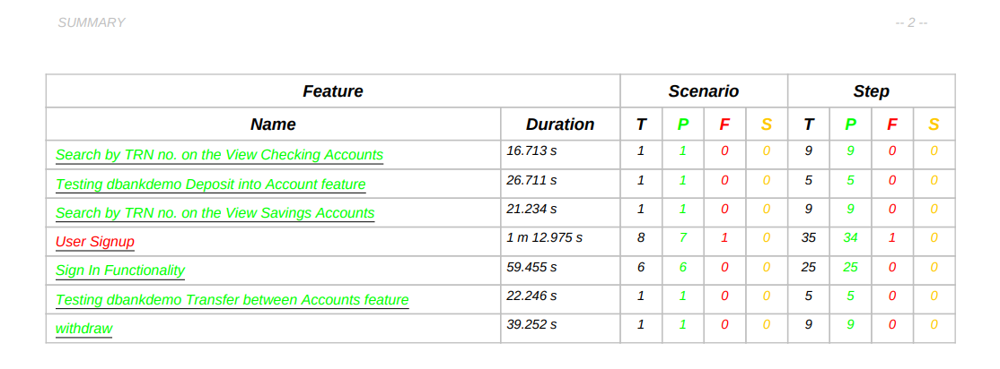 SUMMARY -- 2 --
Feature Scenario Step
Name Duration T P F S T P F S
Search by TRN no. on the View Checking Accounts 16.713 s 1 1 0 0 9 9 0 0
Testing dbankdemo Deposit into Account feature 26.711 s 1 1 0 0 5 5 0 0
Search by TRN no. on the View Savings Accounts 21.234 s 1 1 0 0 9 9 0 0
User Signup 1 m 12.975 s 8 7 1 0 35 34 1 0
Sign In Functionality 59.455 s 6 6 0 0 25 25 0 0
Testing dbankdemo Transfer between Accounts feature 22.246 s 1 1 0 0 5 5 0 0
withdraw 39.252 s 1 1 0 0 9 9 0 0